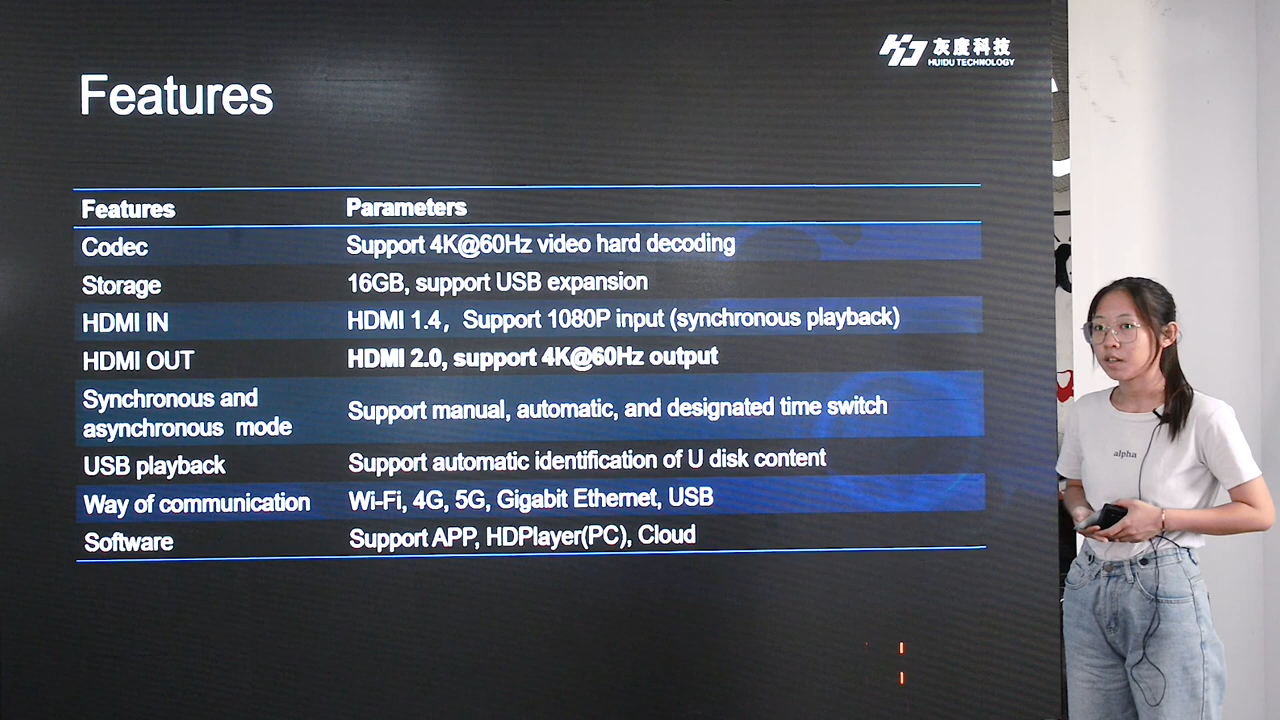 灰度科技
HUIDU TECHNOLOGY
Features
Features Parameters
Codec Support 4K@60Hz video hard decoding
Storage 16GB, support USB expansion
HDMI IN HDMI 1.4，Support 1080P input (synchronous playback)
HDMI OUT HDMI 2.0, support 4K@60Hz output
Synchronous and
asynchronous mode Support manual, automatic, and designated time switch
USB playback Support automatic identification of U disk content
Way of communication Wi-Fi, 4G, 5G, Gigabit Ethernet, USB
Software Support APP, HDPlayer(PC), Cloud
alpha